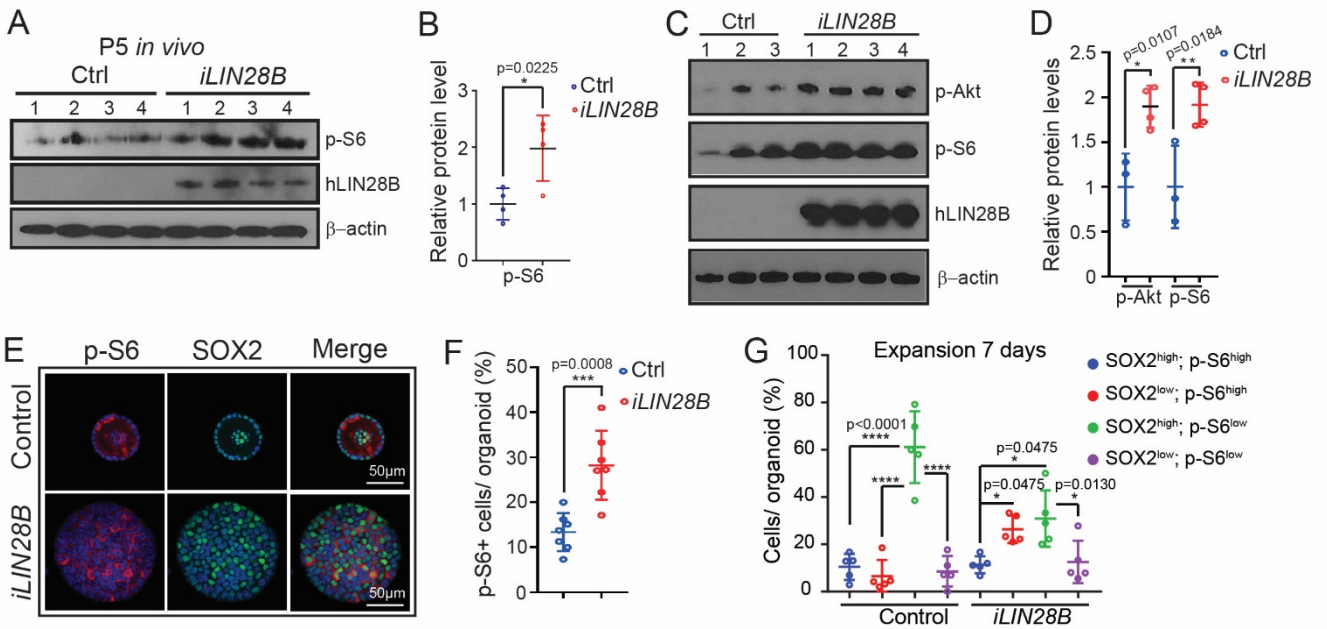 A
P5 in vivo
Ctrl iLIN28B
1 2 3 4 1 2 3 4
p-S6
hLIN28B
β-actin
B
Relative protein level
3
2
1
0
p=0.0225
*
Ctrl
iLIN28B
p-S6
C
Ctrl iLIN28B
1 2 3 1 2 3 4
p-Akt
p-S6
hLIN28B
β-actin
D
Relative protein levels
2.5
2
1.5
1
0.5
0
p=0.0107
*
p=0.0184
**
Ctrl
iLIN28B
p-Akt p-S6
E
p-S6 SOX2 Merge
Control
50μm
iLIN28B
50μm
F
p-S6+ cells/ organoid (%)
50
40
30
20
10
0
p=0.0008
***
Ctrl
iLIN28B
G
Expansion 7 days
Cells/ organoid (%)
100
80
60
40
20
0
p<0.0001
****
****
****
p=0.0475
*
p=0.0475
*
p=0.0130
*
Control iLIN28B
SOX2high; p-S6high
SOX2low; p-S6high
SOX2high; p-S6low
SOX2low; p-S6low